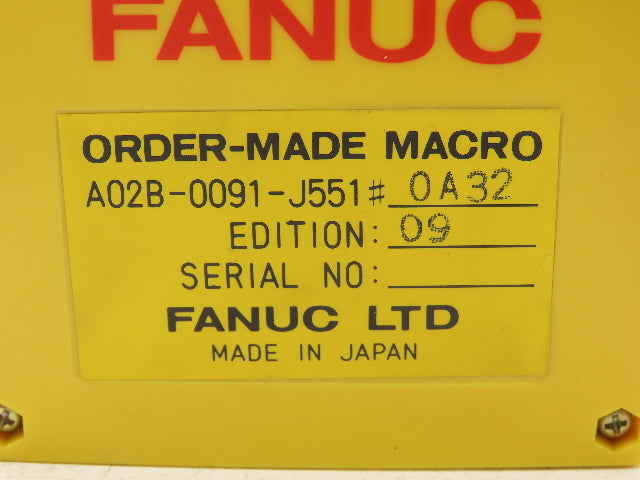 FANUC
ORDER-MADE MACRO
A02B-0091-J551# 0A32
EDITION: 09
SERIAL NO:
FANUC LTD
MADE IN JAPAN